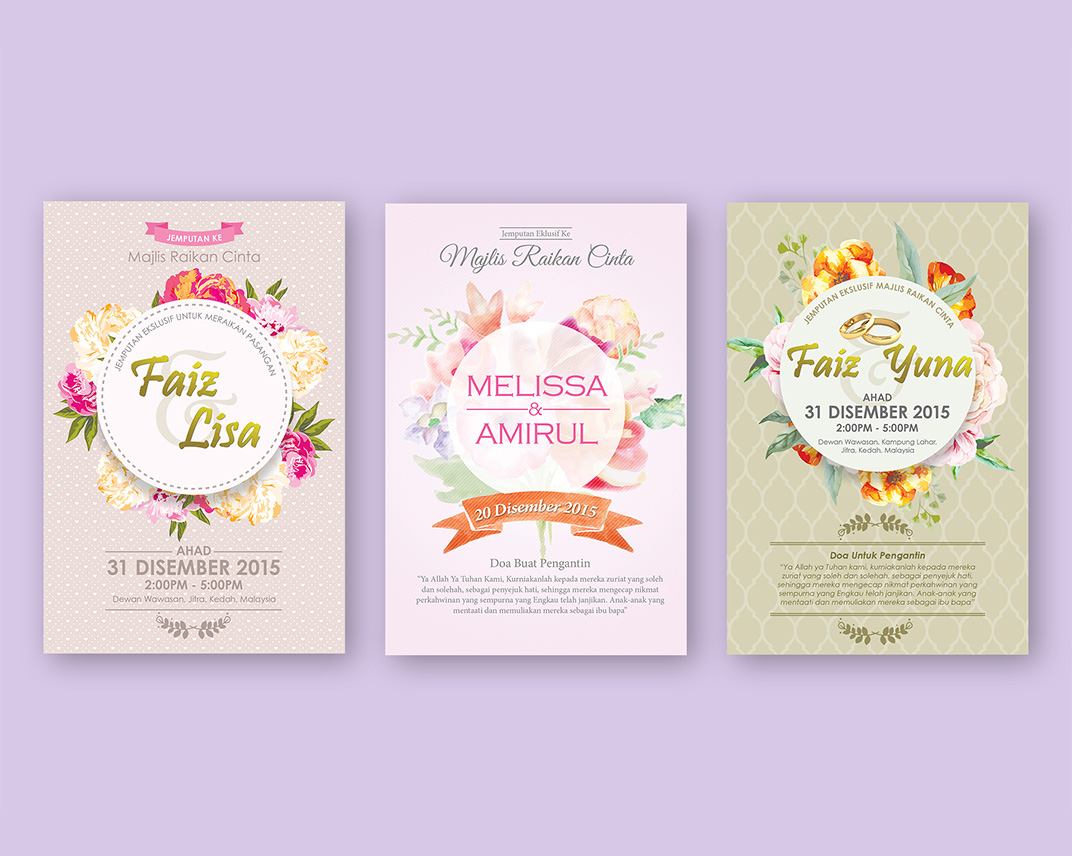 JEMPUTAN KE
Majlis Raikan Cinta
JEMPUTAN EKSLUSIF UNTUK MERAIKAN PASANGAN
&
Faiz
Lisa
AHAD
31 DISEMBER 2015
2:00PM - 5:00PM
Dewan Wawasan, Jitra, Kedah, Malaysia
Jemputan Eklusif Ke
Majlis Raikan Cinta
MELISSA
&
AMIRUL
20 Disember 2015
Doa Buat Pengantin
"Ya Allah Ya Tuhan Kami, Kurniakanlah kepada mereka zuriat yang soleh
dan solehah, sebagai penyejuk hati, sehingga mereka mengecap nikmat
perkahwinan yang sempurna yang Engkau telah janjikan. Anak-anak yang
mentaati dan memuliakan mereka sebagai ibu bapa"
JEMPUTAN EKSLUSIF MAJLIS RAIKAN CINTA
&
Faiz Yuna
AHAD
31 DISEMBER 2015
2:00PM - 5:00PM
Dewan Wawasan, Kampung Lahar,
Jitra, Kedah, Malaysia
Doa Untuk Pengantin
"Ya Allah ya Tuhan kami, kurniakanlah kepada mereka
zuriat yang soleh dan solehah. sebagai penyejuk hati,
sehingga mereka mengecap nikmat perkahwinan yang
sempurna yang Engkau telah janjikan. Anak-anak yang
mentaati dan memuliakan mereka sebagai ibu bapa"